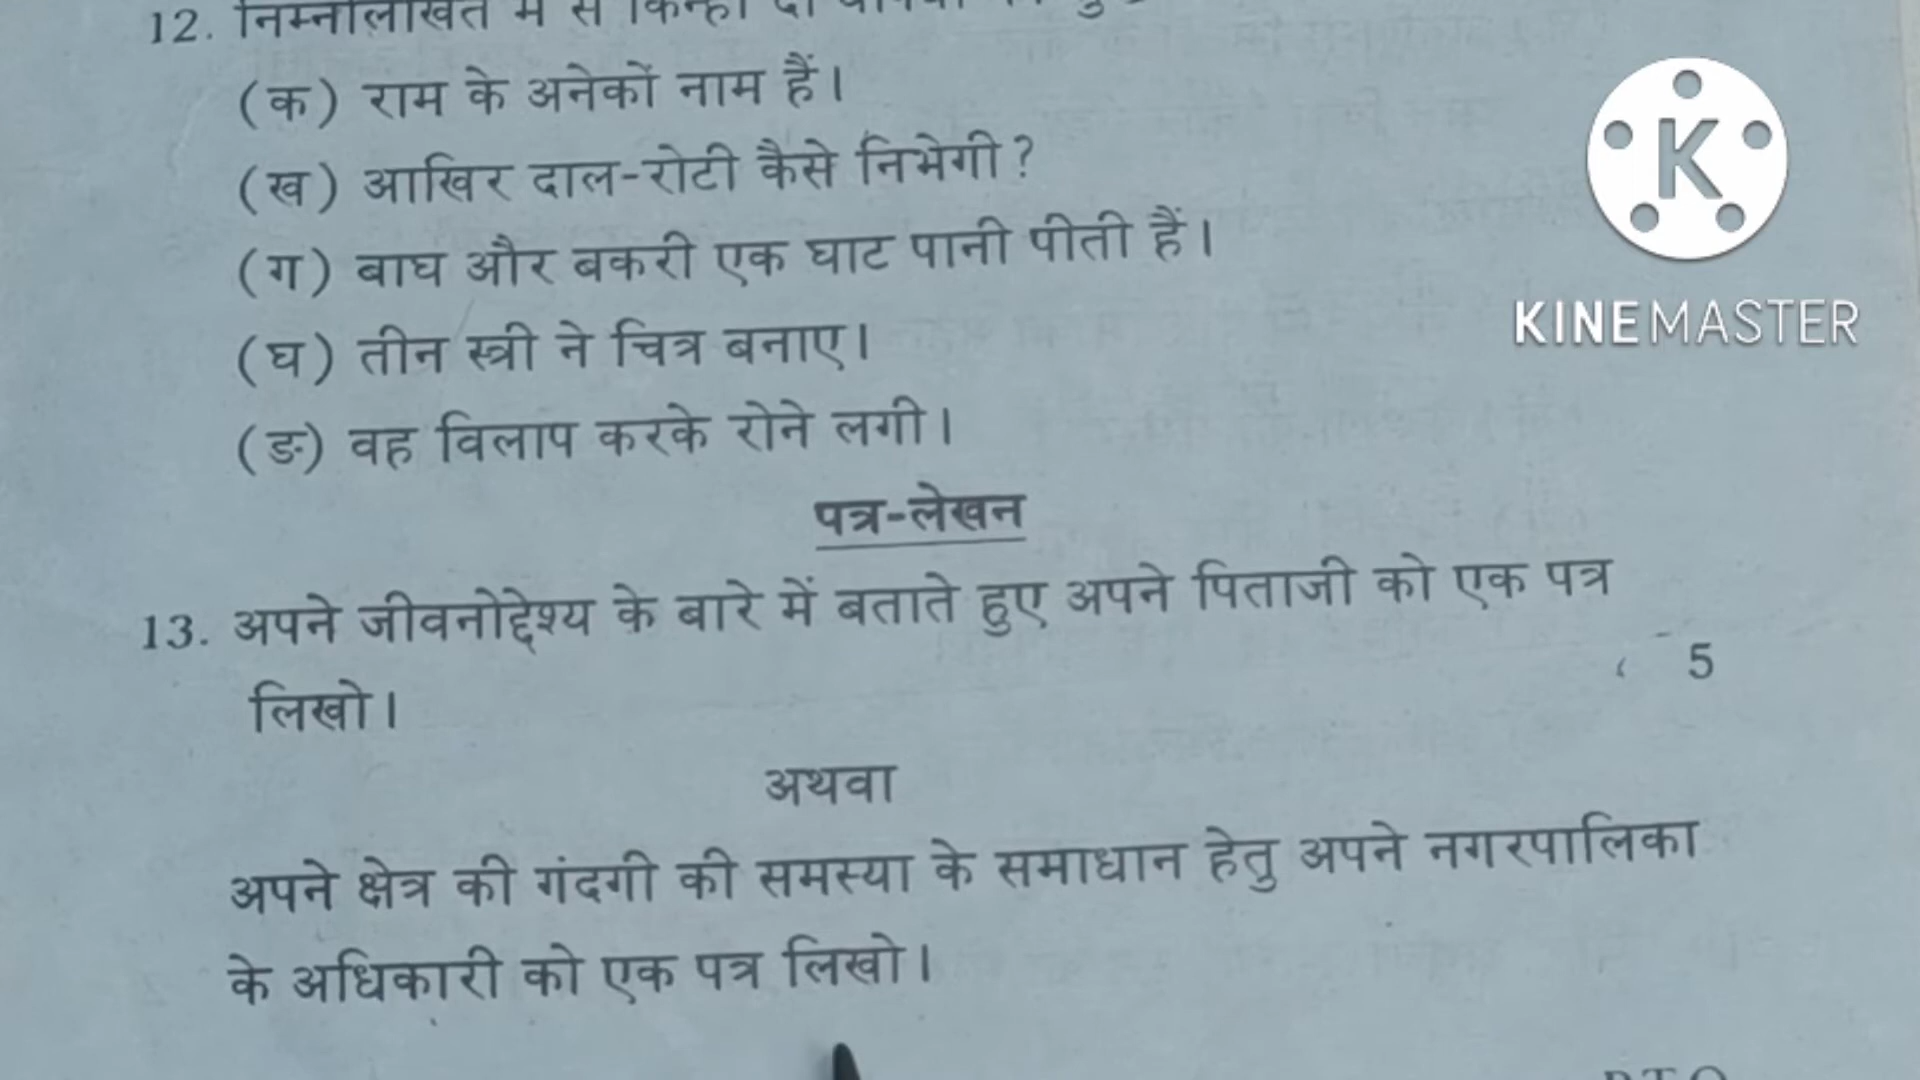 12. निम्नलिखित में से किन्हीं दो
(क) राम के अनेकों नाम हैं।
(ख) आखिर दाल-रोटी कैसे निभेगी?
(ग) बाघ और बकरी एक घाट पानी पीती हैं।
(घ) तीन स्त्री ने चित्र बनाए।
(ङ) वह विलाप करके रोने लगी।
पत्र-लेखन
13. अपने जीवनोद्देश्य के बारे में बताते हुए अपने पिताजी को एक पत्र
लिखो। 5
अथवा
अपने क्षेत्र की गंदगी की समस्या के समाधान हेतु अपने नगरपालिका
के अधिकारी को एक पत्र लिखो।
K
KINEMASTER